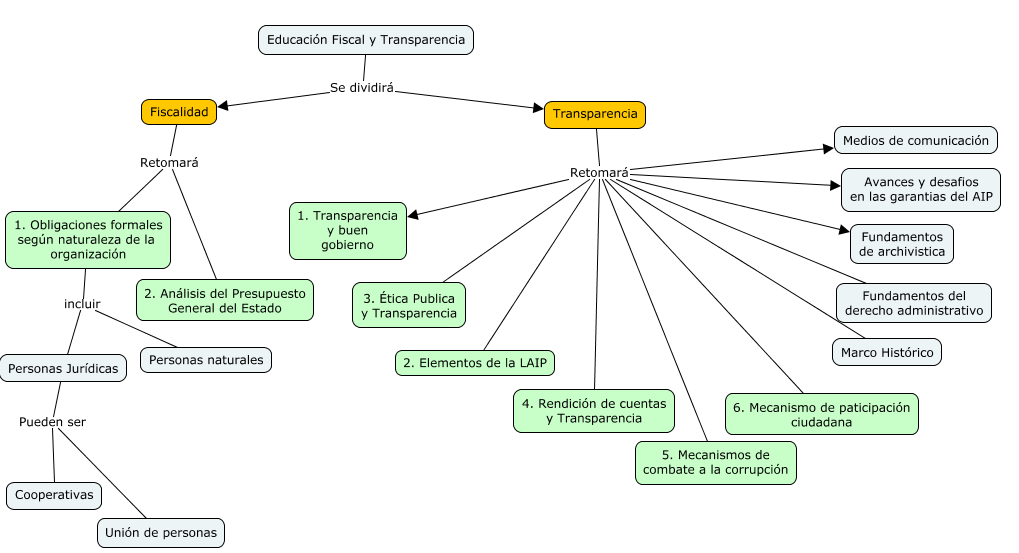 Educación Fiscal y Transparencia
Se dividirá
Fiscalidad
Transparencia
Retomará
Retomará
Medios de comunicación
Avances y desafios
en las garantias del AIP
Fundamentos
de archivistica
Fundamentos del
derecho administrativo
Marco Histórico
1. Obligaciones formales
según naturaleza de la
organización
2. Análisis del Presupuesto
General del Estado
incluir
Personas Jurídicas
Personas naturales
Pueden ser
Cooperativas
Unión de personas
1. Transparencia
y buen
gobierno
3. Ética Publica
y Transparencia
2. Elementos de la LAIP
4. Rendición de cuentas
y Transparencia
5. Mecanismos de
combate a la corrupción
6. Mecanismo de paticipación
ciudadana